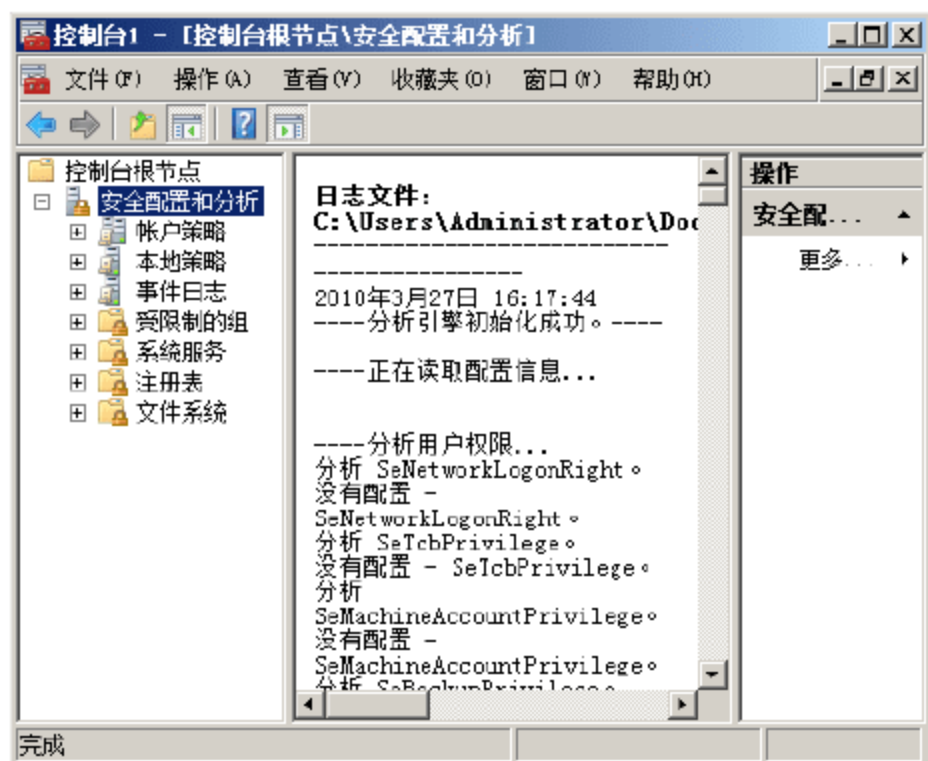 控制台1 - [控制台根节点\安全配置和分析]
文件(F) 操作(A) 查看(V) 收藏夹(O) 窗口(W) 帮助(H)
控制台根节点
安全配置和分析
帐户策略
本地策略
事件日志
受限制的组
系统服务
注册表
文件系统
日志文件:
C:\Users\Administrator\Doc
---------------------------
----------------
2010年3月27日 16:17:44
----分析引擎初始化成功。----
----正在读取配置信息...
----分析用户权限...
分析 SeNetworkLogonRight。
没有配置 -
SeNetworkLogonRight。
分析 SeTcbPrivilege。
没有配置 - SeTcbPrivilege。
分析
SeMachineAccountPrivilege。
没有配置 -
SeMachineAccountPrivilege。
分析 SeBackupPrivilege。
操作
安全配...
更多...
完成